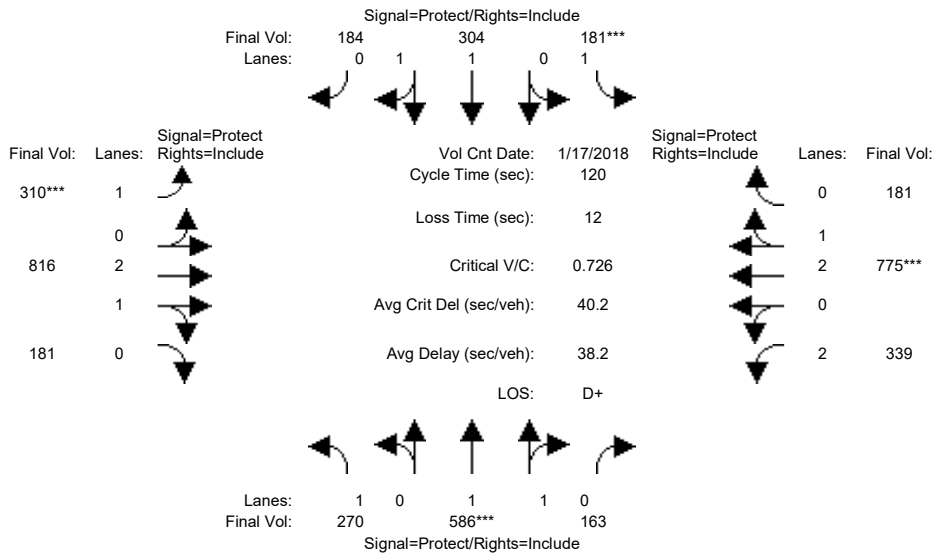 Signal=Protect/Rights=Include
Final Vol: 184 304 181***
Lanes: 0 1 1 0 1
Signal=Protect
Rights=Include
Final Vol: Lanes:
Vol Cnt Date: 1/17/2018
Signal=Protect
Rights=Include
Lanes: Final Vol:
Cycle Time (sec): 120
310*** 1
0 181
Loss Time (sec): 12
0
1
816 2
Critical V/C: 0.726
2 775***
1
Avg Crit Del (sec/veh): 40.2
0
181 0
Avg Delay (sec/veh): 38.2
2 339
LOS: D+
Lanes: 1 0 1 1 0
Final Vol: 270 586*** 163
Signal=Protect/Rights=Include